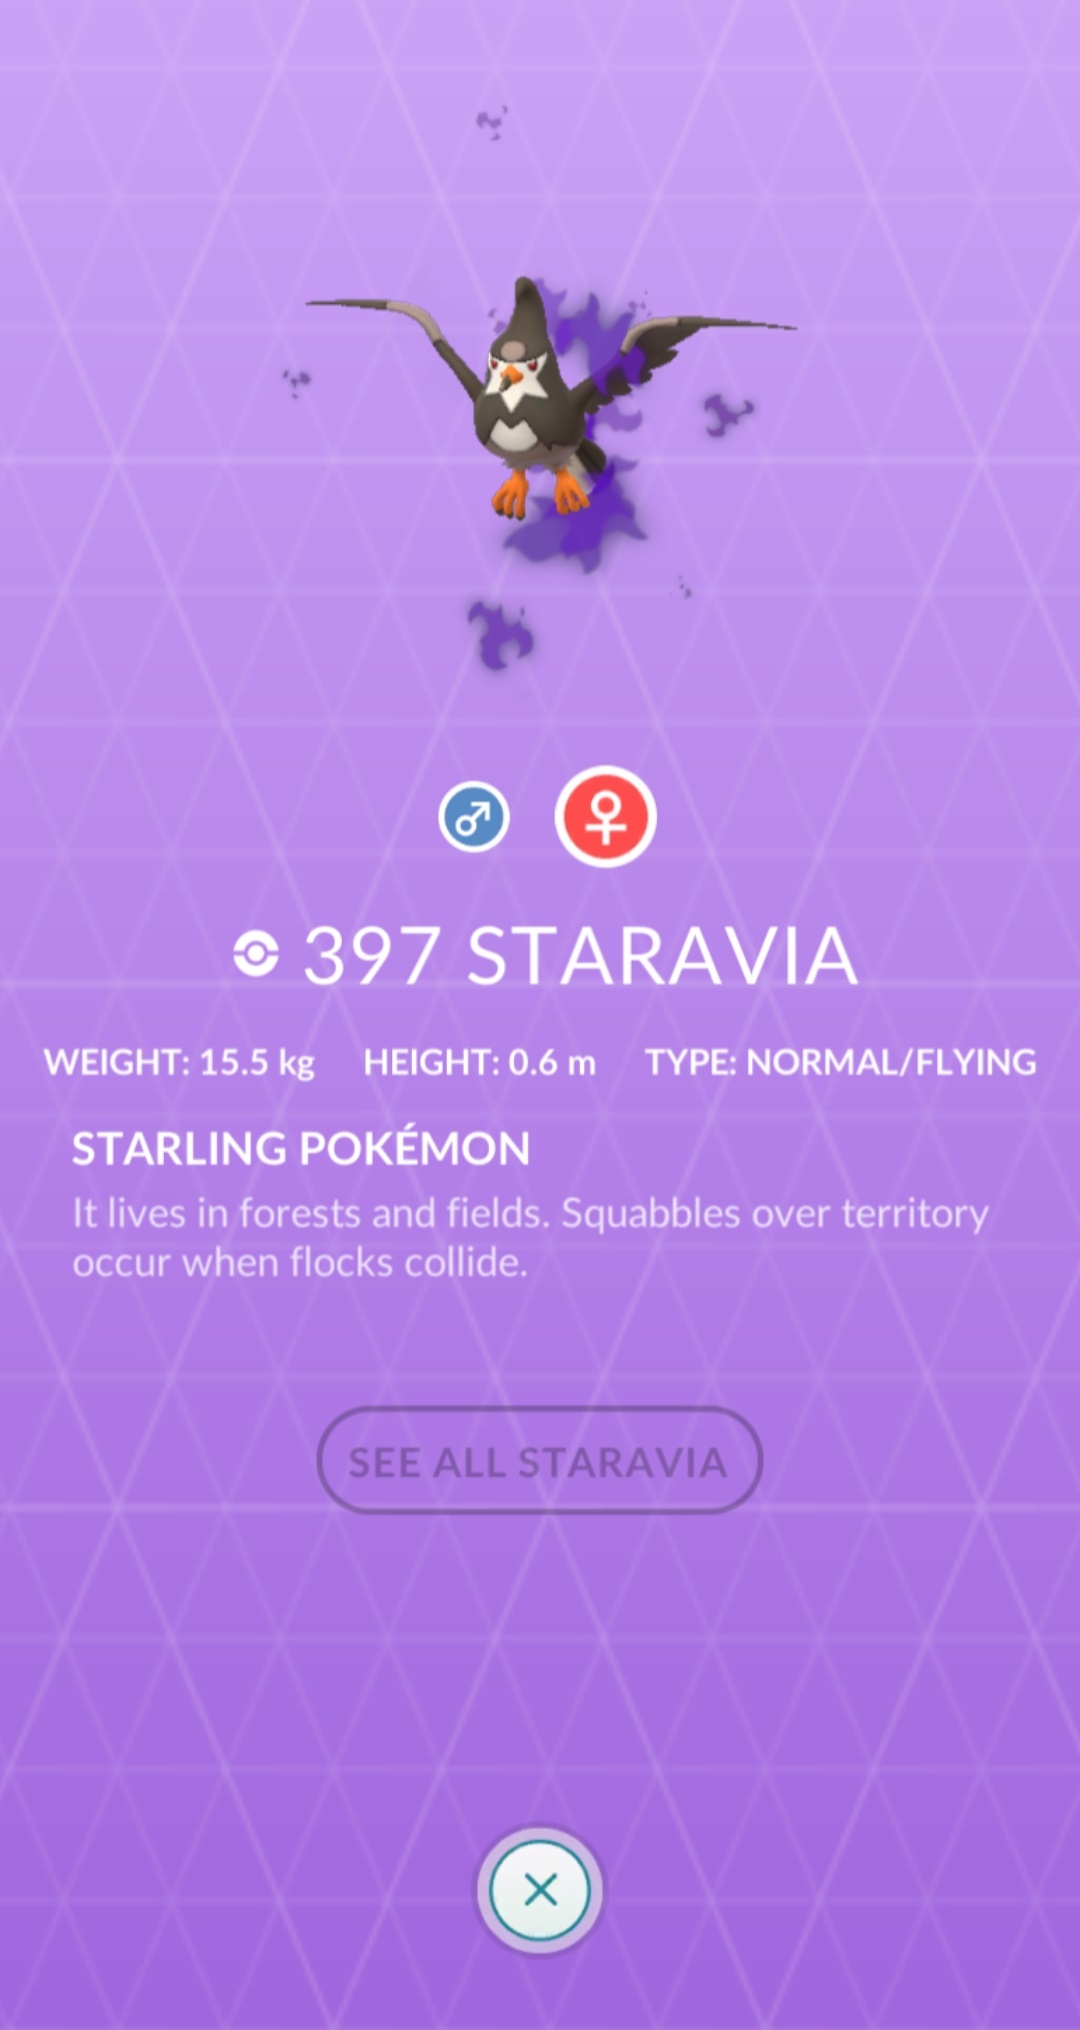 397 STARAVIA
WEIGHT: 15.5 kg HEIGHT: 0.6 m TYPE: NORMAL/FLYING
STARLING POKÉMON
It lives in forests and fields. Squabbles over territory
occur when flocks collide.
SEE ALL STARAVIA